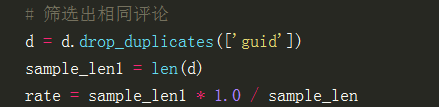 # 筛选出相同评论
d = d.drop_duplicates(['guid'])
sample_len1 = len(d)
rate = sample_len1 * 1.0 / sample_len